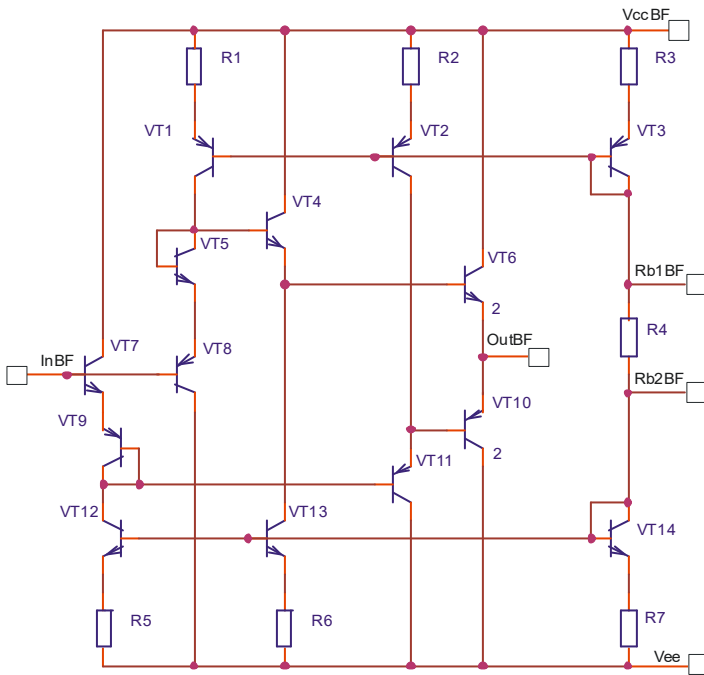 VccBF
R1
R2
R3
VT1
VT2
VT3
VT4
VT5
VT6
Rb1BF
2
R4
OutBF
VT7
VT8
InBF
Rb2BF
VT9
VT10
2
VT11
VT12
VT13
VT14
R5
R6
R7
Vee